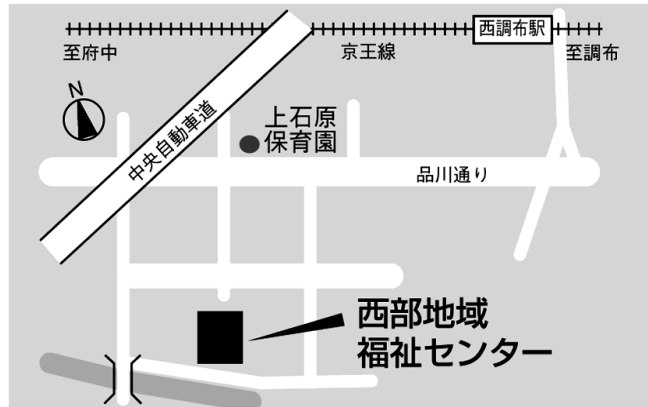 西調布駅
至府中
京王線
至調布
N
中央自動車道
上石原
保育園
品川通り
西部地域
福祉センター